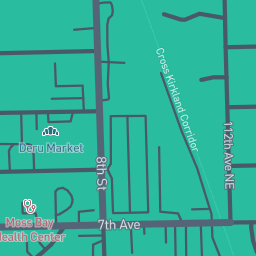 Cross Kirkland Corridor
112th Ave NE
Deru Market
8th St
Moss Bay
Health Center
7th Ave